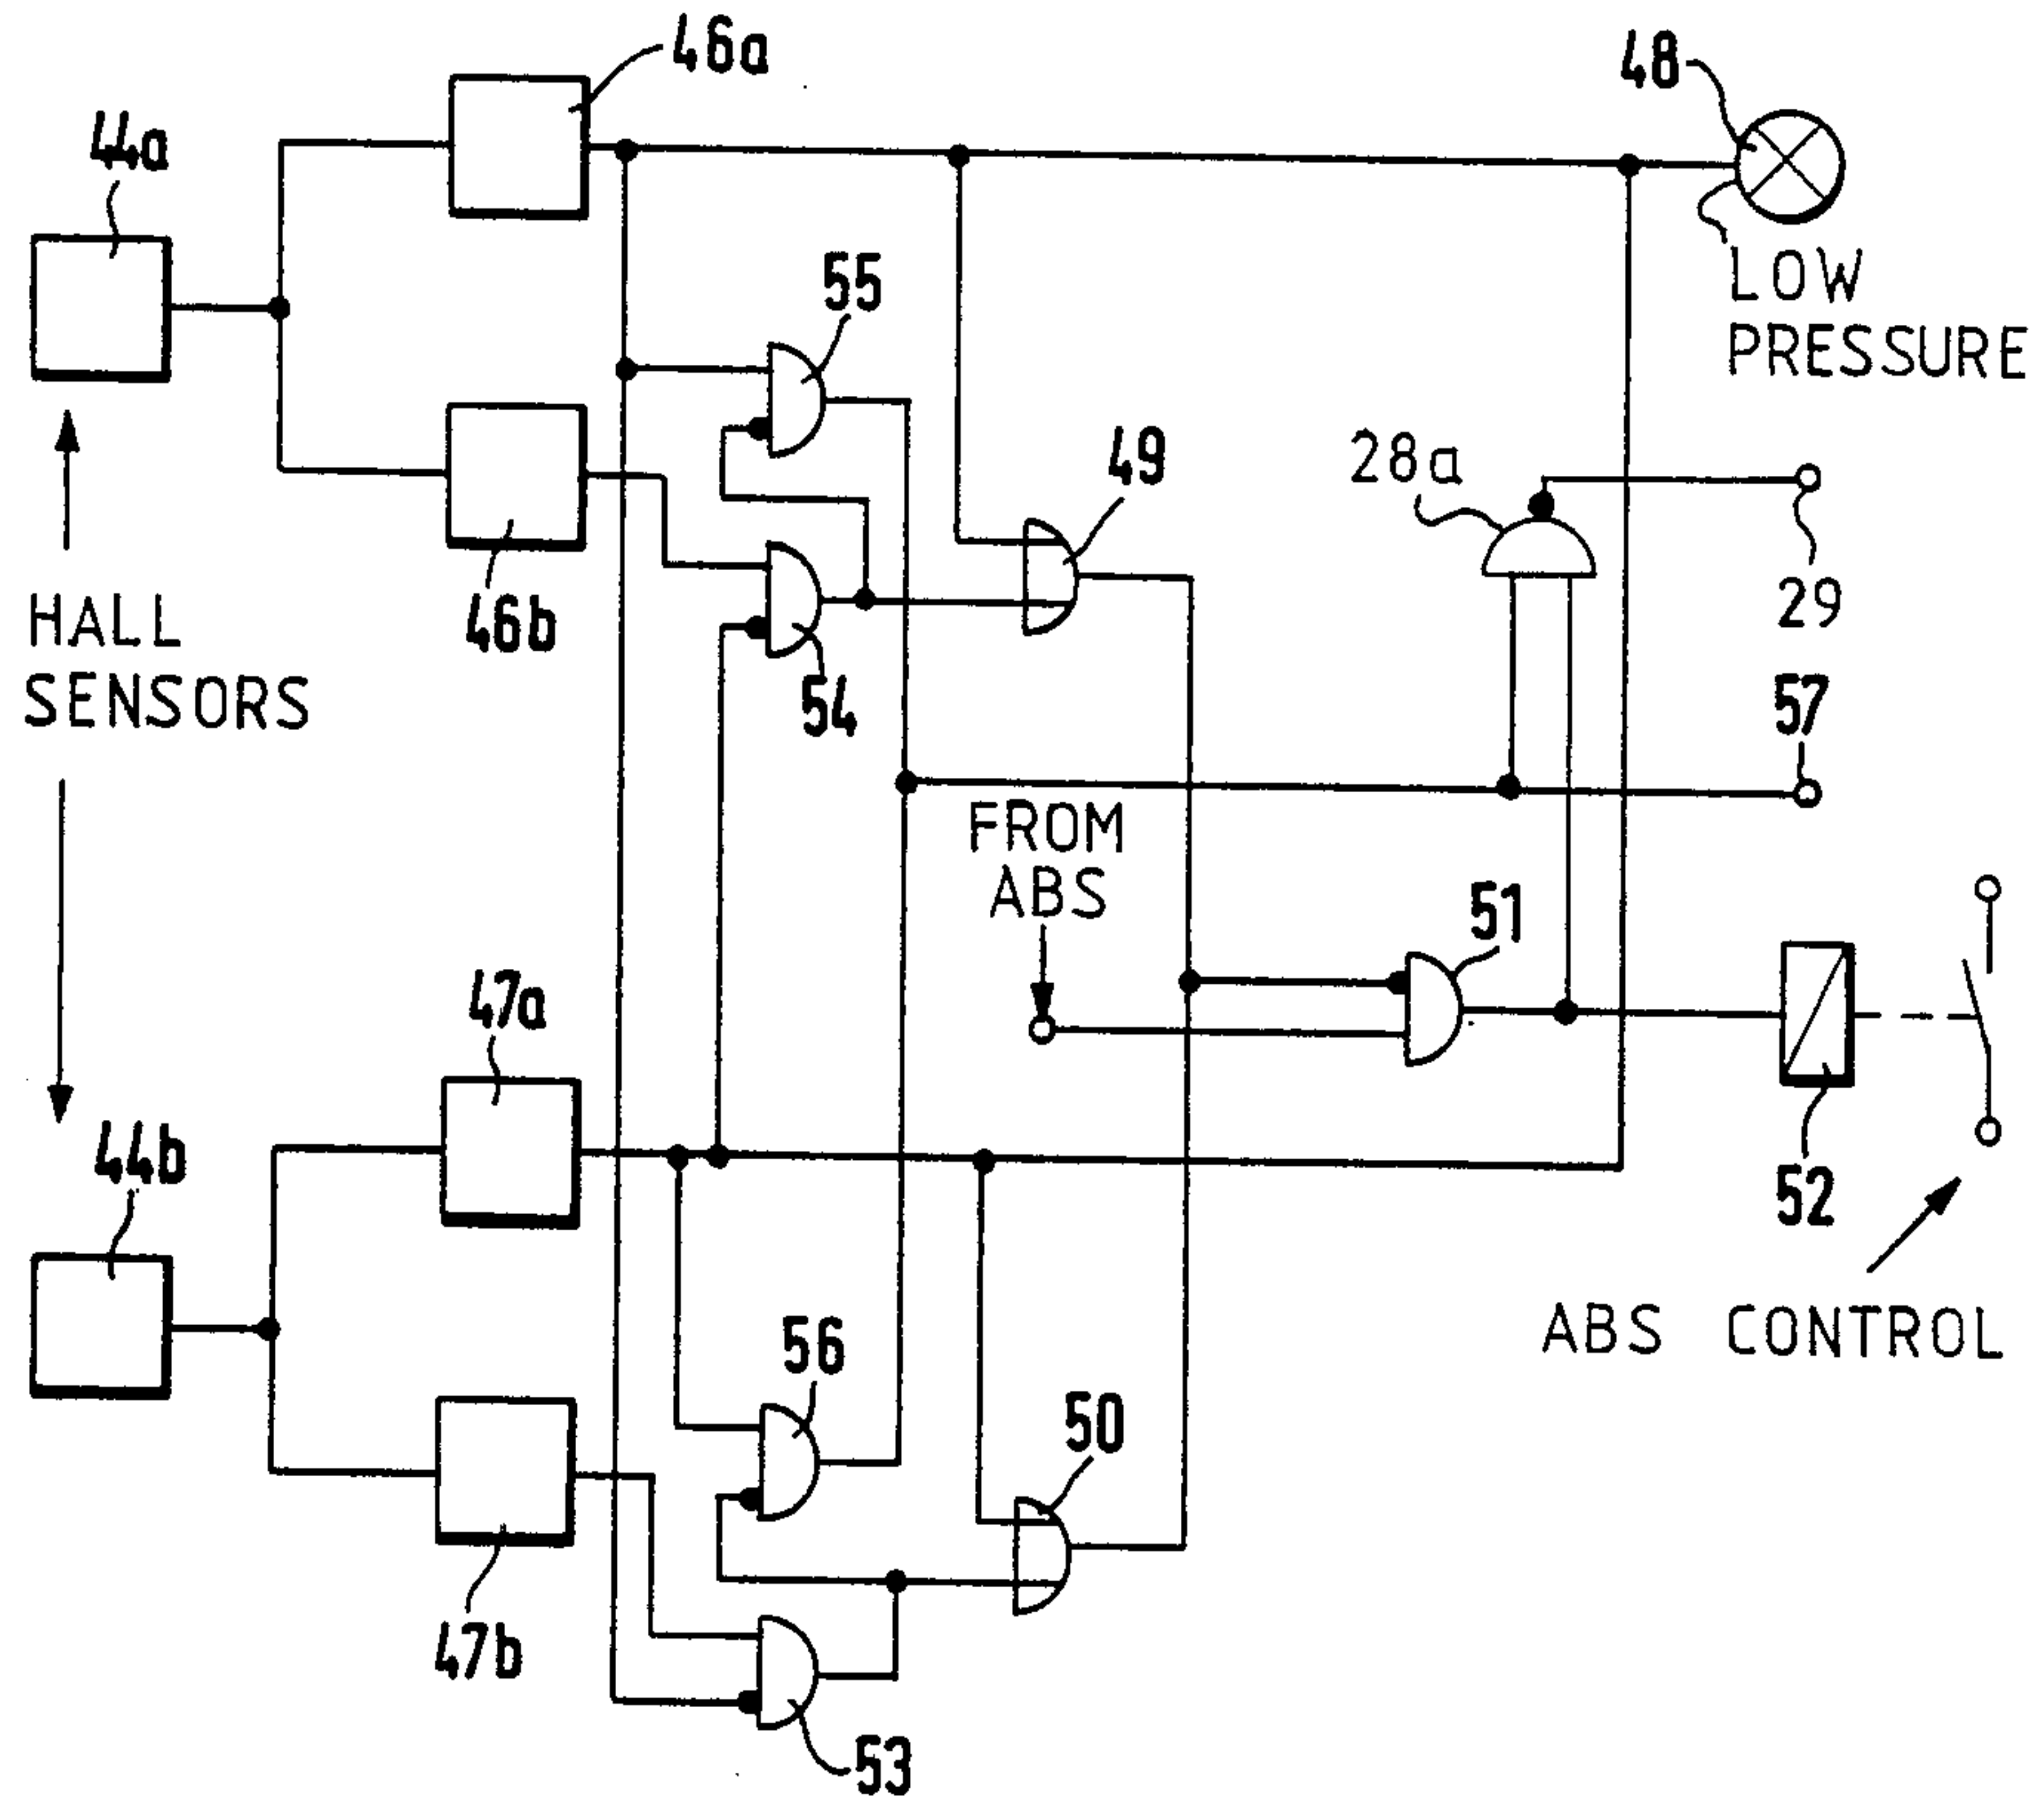 46a
48
44a
LOW
PRESSURE
55
49
28a
29
HALL
SENSORS
46b
54
57
FROM
ABS
51
47a
44b
52
ABS CONTROL
56
50
47b
53